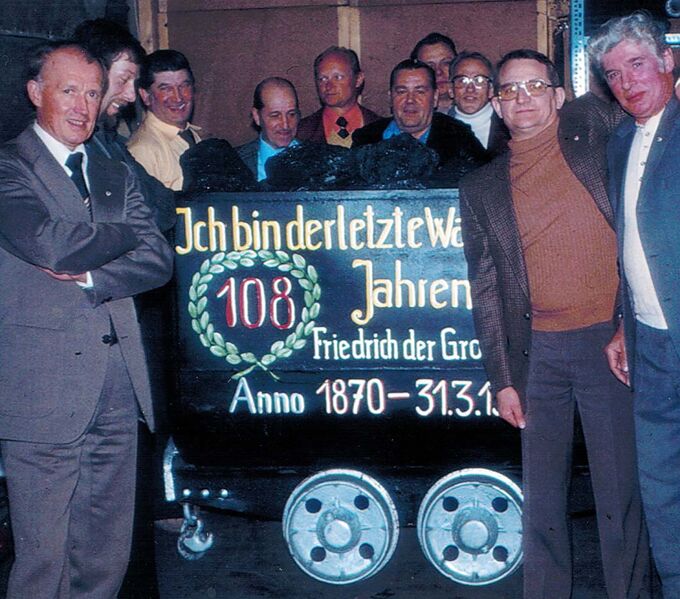 Ich bin der letzte Wa
108
Jahren
Friedrich der Gro
Anno 1870-31.3.1